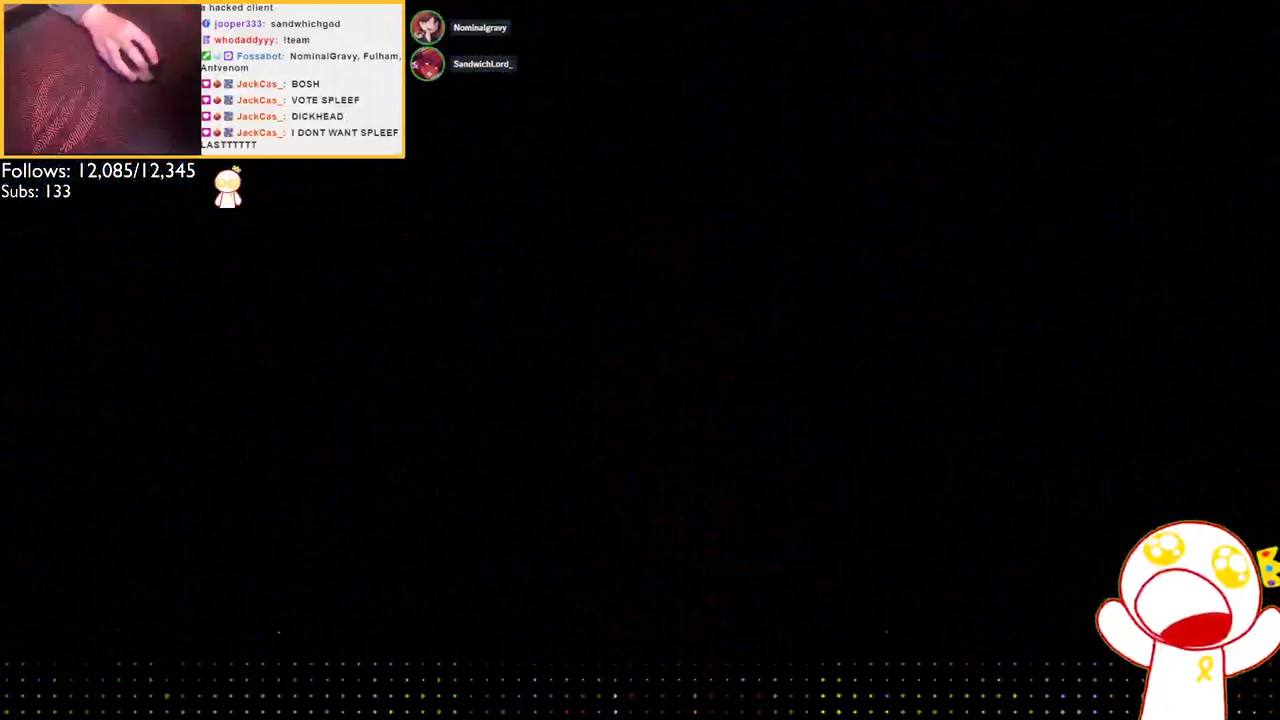 a hacked client
jooper333: sandwhichgod
whodaddyyy: !team
Fossabot: NominalGravy, Fulham,
Antvenom
JackCas_: BOSH
JackCas_: VOTE SPLEEF
JackCas_: DICKHEAD
JackCas_: I DONT WANT SPLEEF
LASTTTTTT
Nominalgravy
SandwichLord_
Follows: 12,085/12,345
Subs: 133